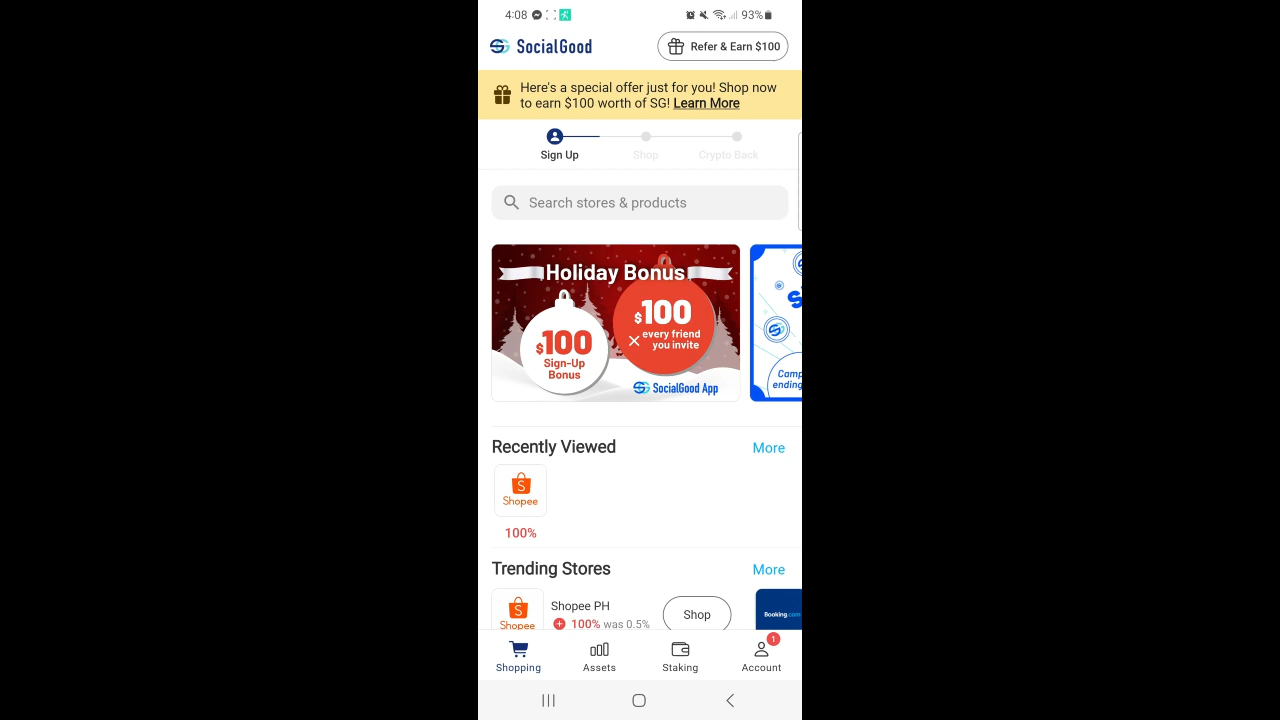 4:08
93%
SocialGood
Refer & Earn $100
Here's a special offer just for you! Shop now
to earn $100 worth of SG! Learn More
Sign Up
Shop
Crypto Back
Search stores & products
Holiday Bonus
$100
Sign-Up
Bonus
$100
× every friend
you invite
SocialGood App
Camp
ending
Recently Viewed
More
Shopee
100%
Trending Stores
More
Shopee
Shopee PH
100% was 0.5%
Shop
Booking.com
Shopping
Assets
Staking
1
Account